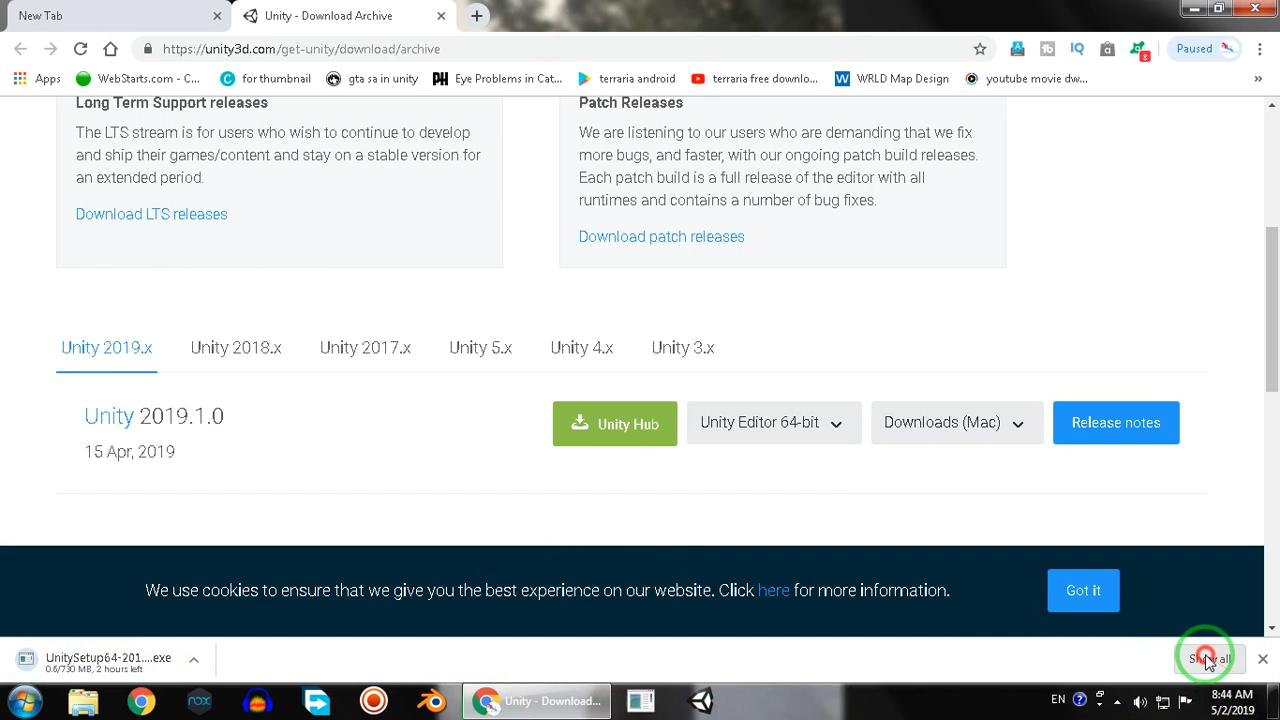 New Tab
Unity - Download Archive
https://unity3d.com/get-unity/download/archive
Paused
Apps
WebStarts.com - C...
for thumbnail
gta sa in unity
Eye Problems in Cat...
terraria android
terraria free downlo...
WRLD Map Design
youtube movie dw...
»
Long Term Support releases
The LTS stream is for users who wish to continue to develop
and ship their games/content and stay on a stable version for
an extended period.
Download LTS releases
Patch Releases
We are listening to our users who are demanding that we fix
more bugs, and faster, with our ongoing patch build releases.
Each patch build is a full release of the editor with all
runtimes and contains a number of bug fixes.
Download patch releases
Unity 2019.x
Unity 2018.x
Unity 2017.x
Unity 5.x
Unity 4.x
Unity 3.x
Unity 2019.1.0
15 Apr, 2019
Unity Hub
Unity Editor 64-bit
Downloads (Mac)
Release notes
We use cookies to ensure that we give you the best experience on our website. Click here for more information.
Got it
UnitySetup64-201....exe
0.6/730 MB, 2 hours left
Show all
nox
Unity - Download...
EN
8:44 AM
5/2/2019